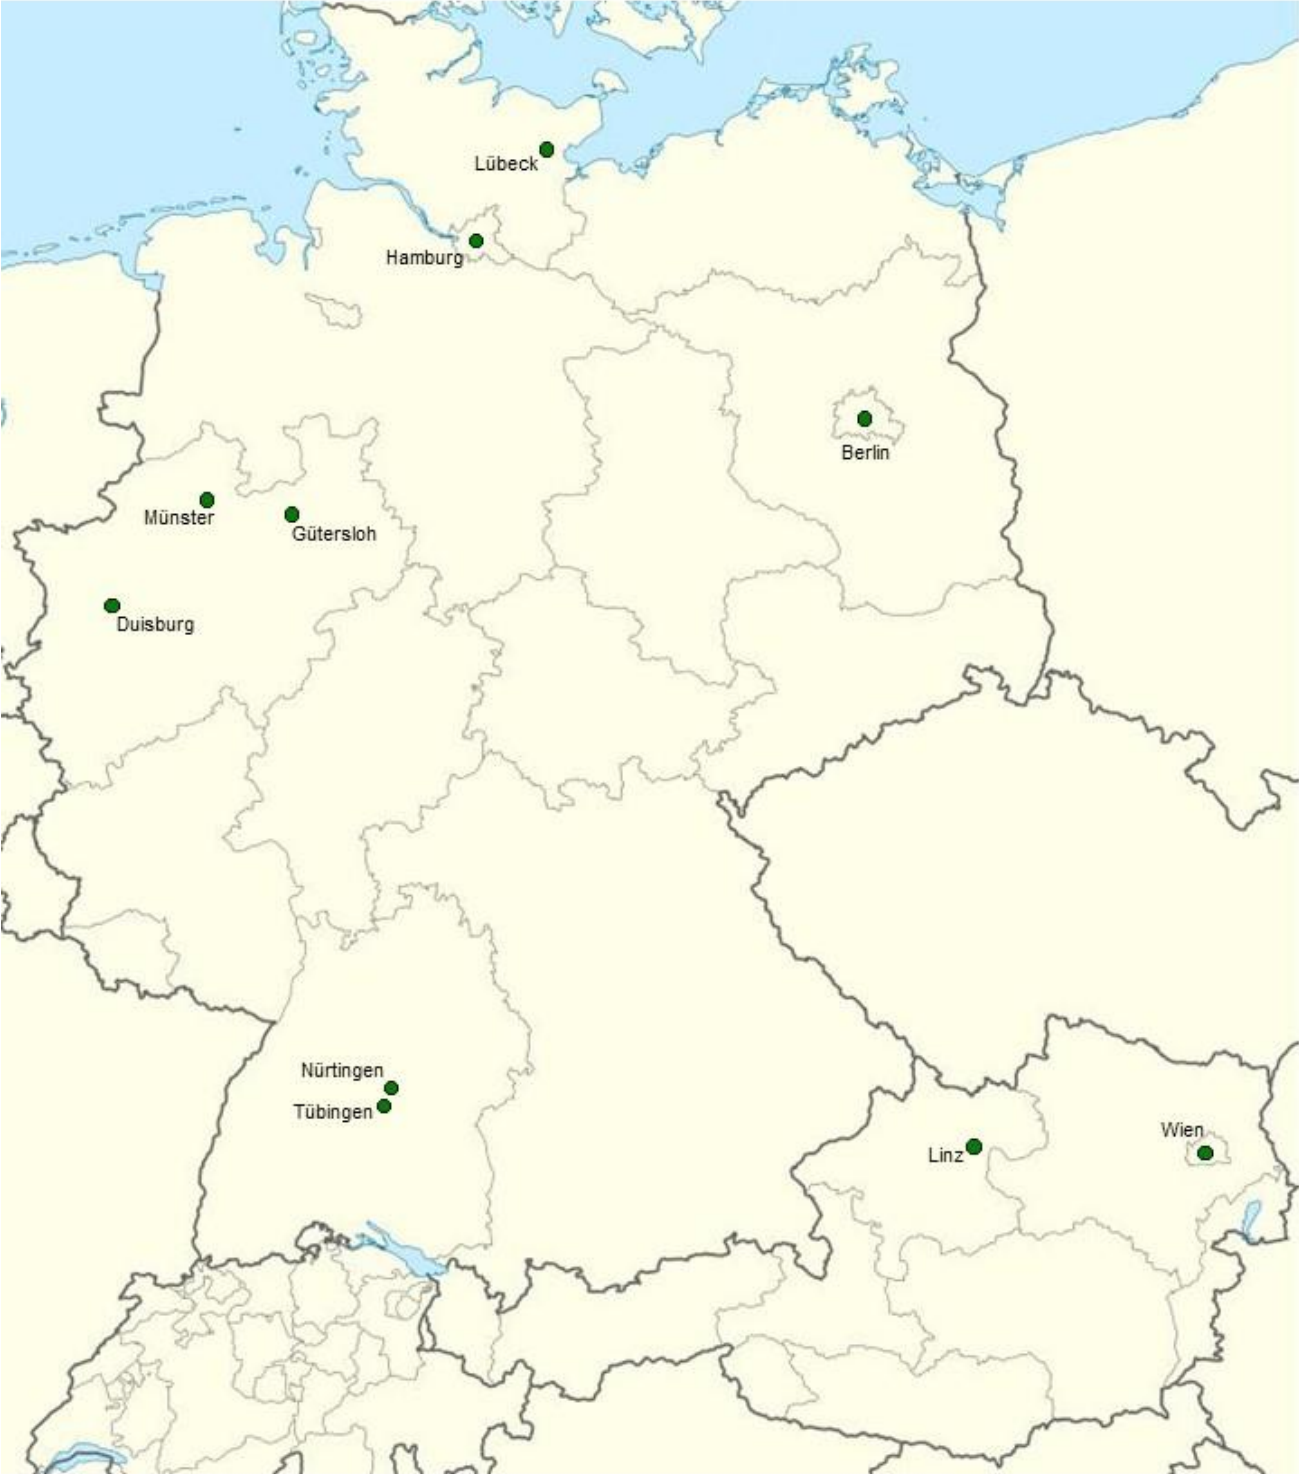 Lübeck
Hamburg
Berlin
Münster
Gütersloh
Duisburg
Nürtingen
Tübingen
Wien
Linz